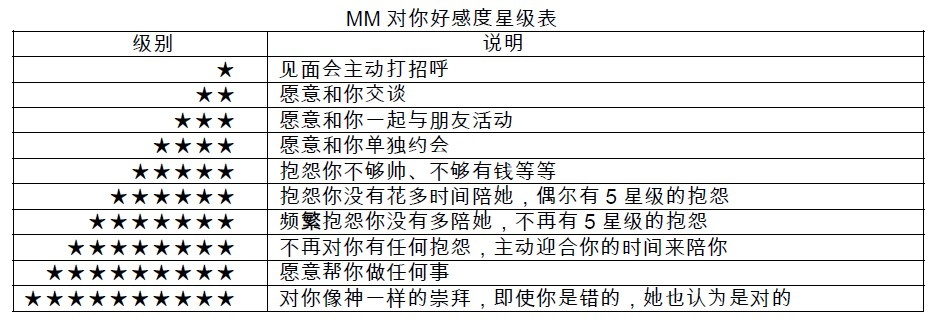 MM 对你好感度星级表
级别 说明
★ 见面会主动打招呼
★★ 愿意和你交谈
★★★ 愿意和你一起与朋友活动
★★★★ 愿意和你单独约会
★★★★★ 抱怨你不够帅、不够有钱等等
★★★★★★ 抱怨你没有花多时间陪她，偶尔有 5 星级的抱怨
★★★★★★★ 频繁抱怨你没有多陪她，不再有 5 星级的抱怨
★★★★★★★★ 不再对你有任何抱怨，主动迎合你的时间来陪你
★★★★★★★★★ 愿意帮你做任何事
★★★★★★★★★★ 对你像神一样的崇拜，即使你是错的，她也认为是对的